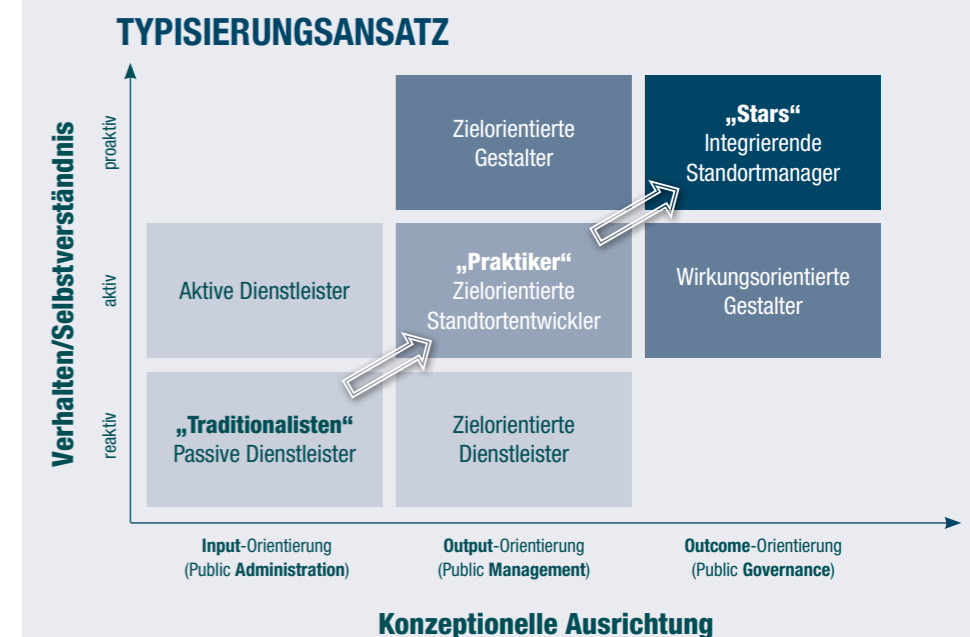 TYPISIERUNGSANSATZ
Verhalten/Selbstverständnis
proaktiv
Zielorientierte
Gestalter
„Stars“
Integrierende
Standortmanager
aktiv
Aktive Dienstleister
„Praktiker“
Zielorientierte
Standtortentwickler
Wirkungsorientierte
Gestalter
reaktiv
„Traditionalisten“
Passive Dienstleister
Zielorientierte
Dienstleister
Input-Orientierung
(Public Administration)
Output-Orientierung
(Public Management)
Outcome-Orientierung
(Public Governance)
Konzeptionelle Ausrichtung